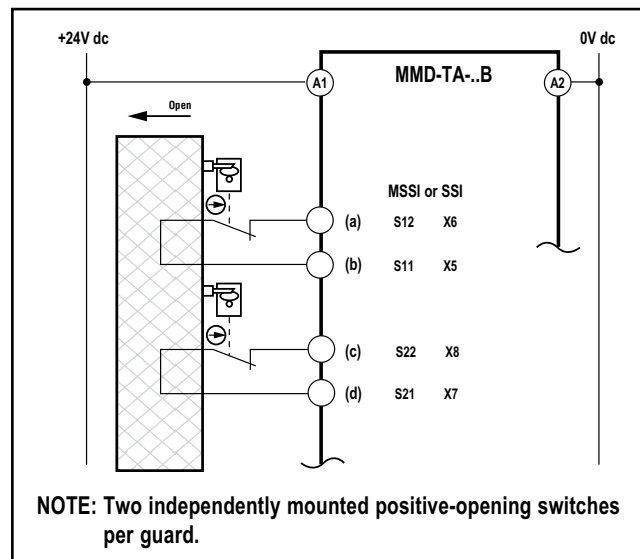 +24V dc
0V dc
A1
MMD-TA-..B
A2
Open
MSSI or SSI
(a) S12 X6
(b) S11 X5
(c) S22 X8
(d) S21 X7
NOTE: Two independently mounted positive-opening switches
per guard.